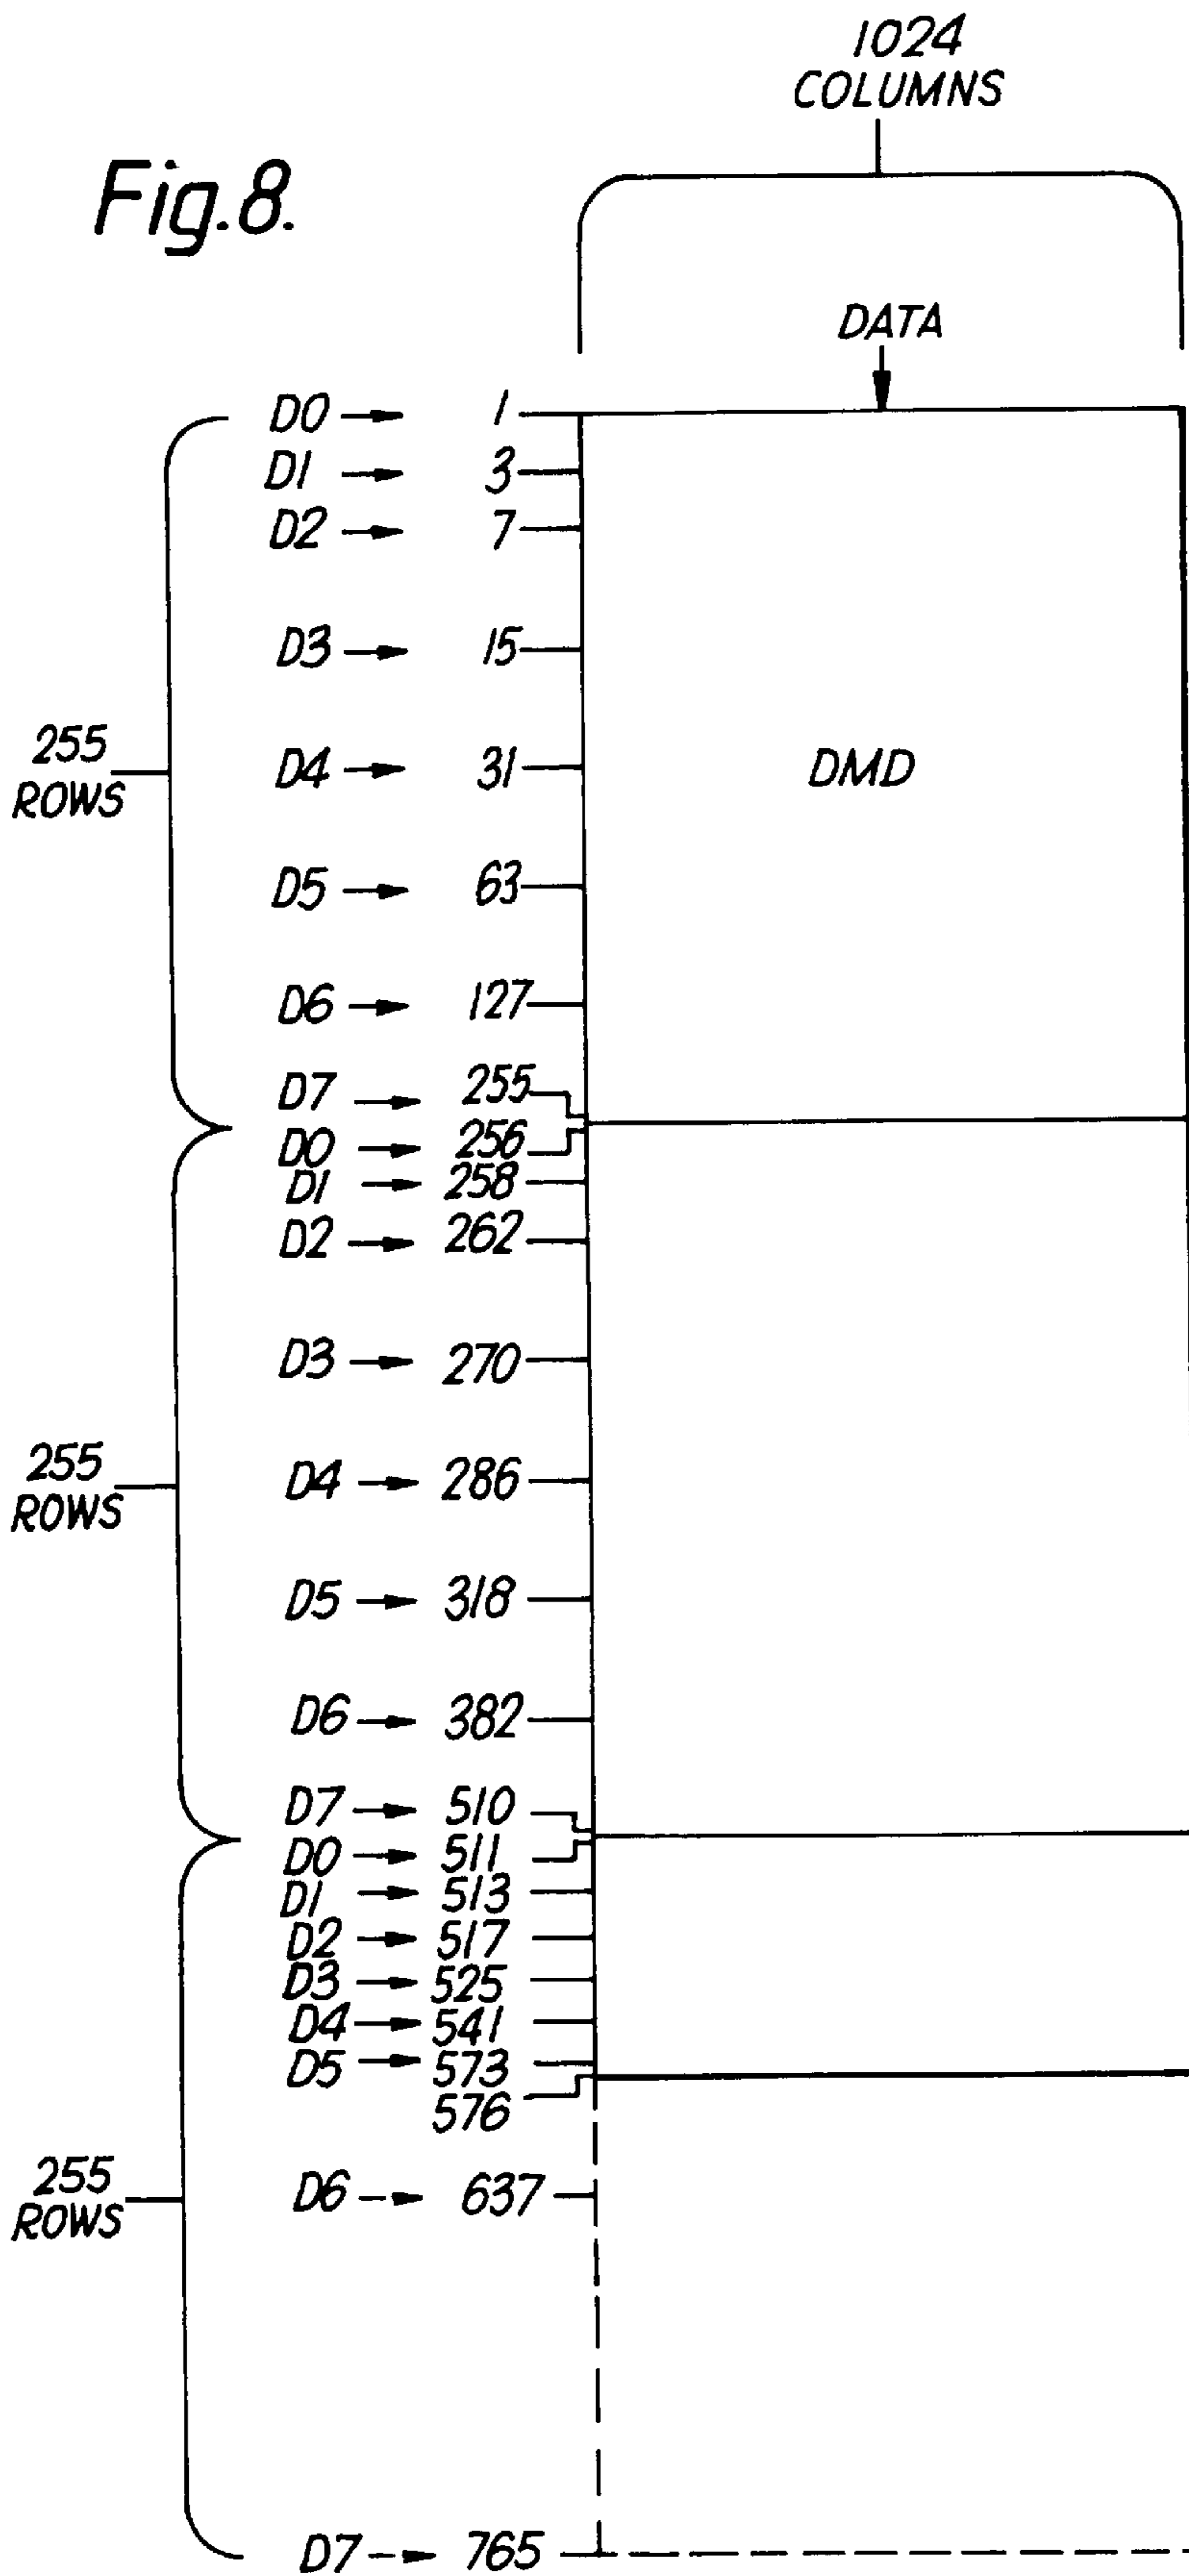 1024
COLUMNS
Fig.8.
DATA
D0 → 1
D1 → 3
D2 → 7
D3 → 15
255
ROWS
D4 → 31
DMD
D5 → 63
D6 → 127
D7 → 255
D0 → 256
D1 → 258
D2 → 262
D3 → 270
255
ROWS
D4 → 286
D5 → 318
D6 → 382
D7 → 510
D0 → 511
D1 → 513
D2 → 517
D3 → 525
D4 → 541
D5 → 573
576
255
ROWS
D6 → 637
D7 → 765